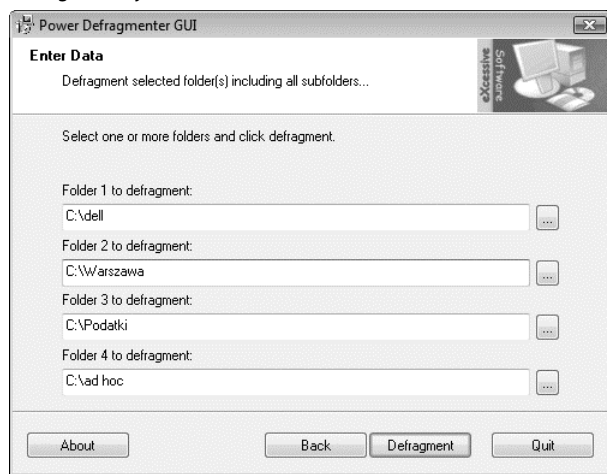 Power Defragmenter GUI
Enter Data
Defragment selected folder(s) including all subfolders...
eXcessive
Software
Select one or more folders and click defragment.
Folder 1 to defragment:
C:\dell
...
Folder 2 to defragment:
C:\Warszawa
...
Folder 3 to defragment:
C:\Podatki
...
Folder 4 to defragment:
C:\ad hoc
...
About Back Defragment Quit